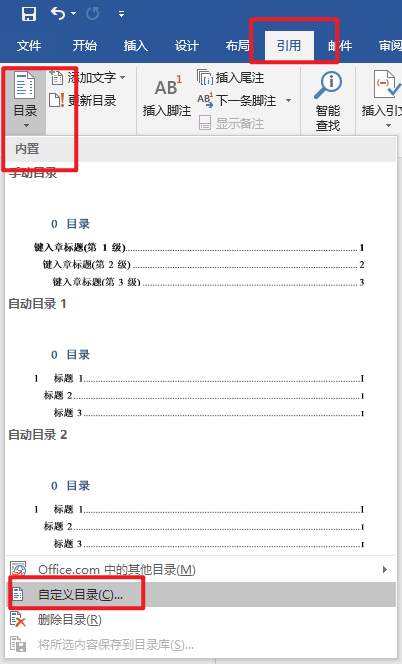 文件 开始 插入 设计 布局 引用 邮件 审阅
目录
添加文字
更新目录
AB¹
插入脚注
插入尾注
下一条脚注
显示备注
智能
查找
插入引文
内置
手动目录
0 目录
键入章标题(第 1 级)........1
键入章标题(第 2 级)........2
键入章标题(第 3 级)........3
自动目录 1
0 目录
1 标题 1........I
标题 2........I
标题 3........I
自动目录 2
0 目录
1 标题 1........I
标题 2........I
标题 3........I
Office.com 中的其他目录(M)
自定义目录(C)...
删除目录(R)
将所选内容保存到目录库(S)...